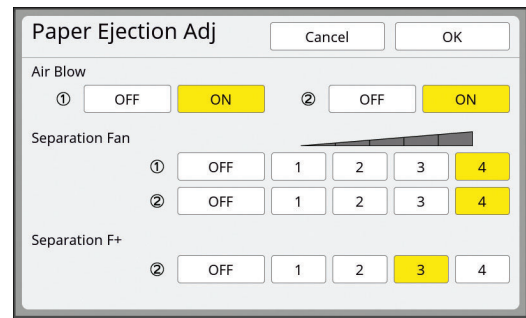 Paper Ejection Adj Cancel OK
Air Blow
① OFF ON ② OFF ON
Separation Fan
① OFF 1 2 3 4
② OFF 1 2 3 4
Separation F+
② OFF 1 2 3 4